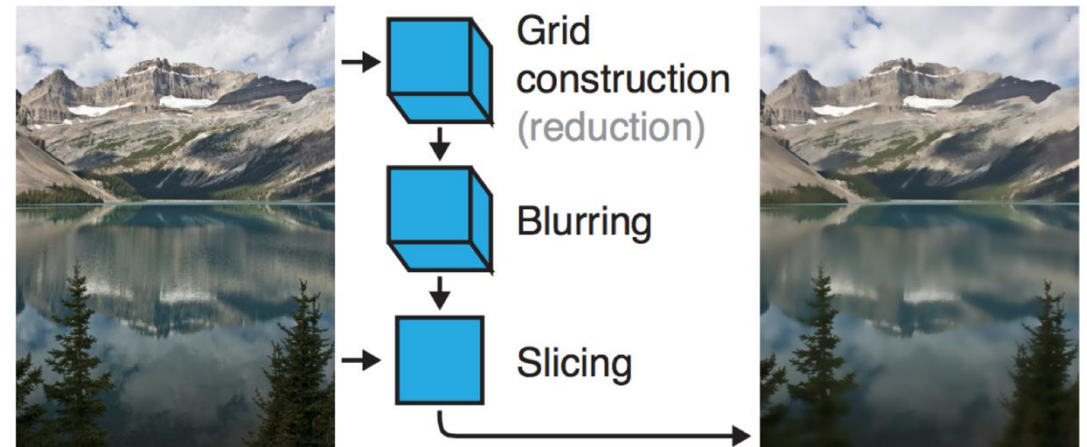 Grid
construction
(reduction)
Blurring
Slicing